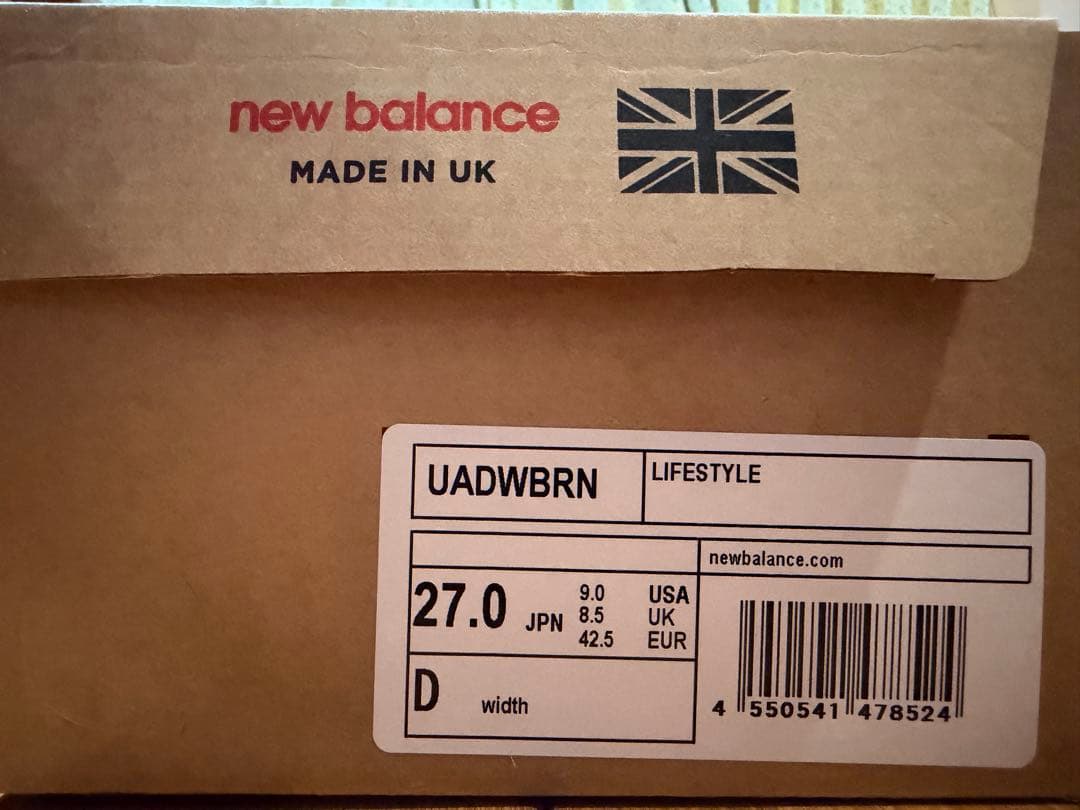 new balance
MADE IN UK
UADWBRN
LIFESTYLE
newbalance.com
27.0 JPN
9.0 USA
8.5 UK
42.5 EUR
D width
4 550541 478524